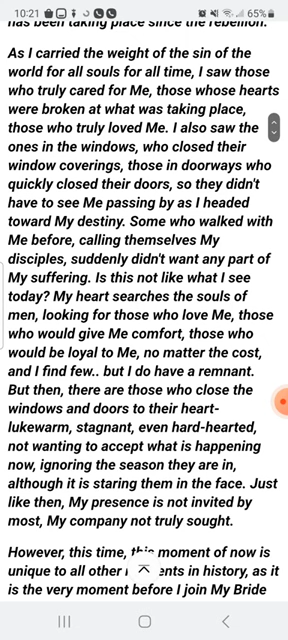 10:21
65%
has been taking place since the rebellion.
As I carried the weight of the sin of the
world for all souls for all time, I saw those
who truly cared for Me, those whose hearts
were broken at what was taking place,
those who truly loved Me. I also saw the
ones in the windows, who closed their
window coverings, those in doorways who
quickly closed their doors, so they didn't
have to see Me passing by as I headed
toward My destiny. Some who walked with
Me before, calling themselves My
disciples, suddenly didn't want any part of
My suffering. Is this not like what I see
today? My heart searches the souls of
men, looking for those who love Me, those
who would give Me comfort, those who
would be loyal to Me, no matter the cost,
and I find few.. but I do have a remnant.
But then, there are those who close the
windows and doors to their heart-
lukewarm, stagnant, even hard-hearted,
not wanting to accept what is happening
now, ignoring the season they are in,
although it is staring them in the face. Just
like then, My presence is not invited by
most, My company not truly sought.
However, this time, this moment of now is
unique to all other in history, as it
is the very moment before I join My Bride